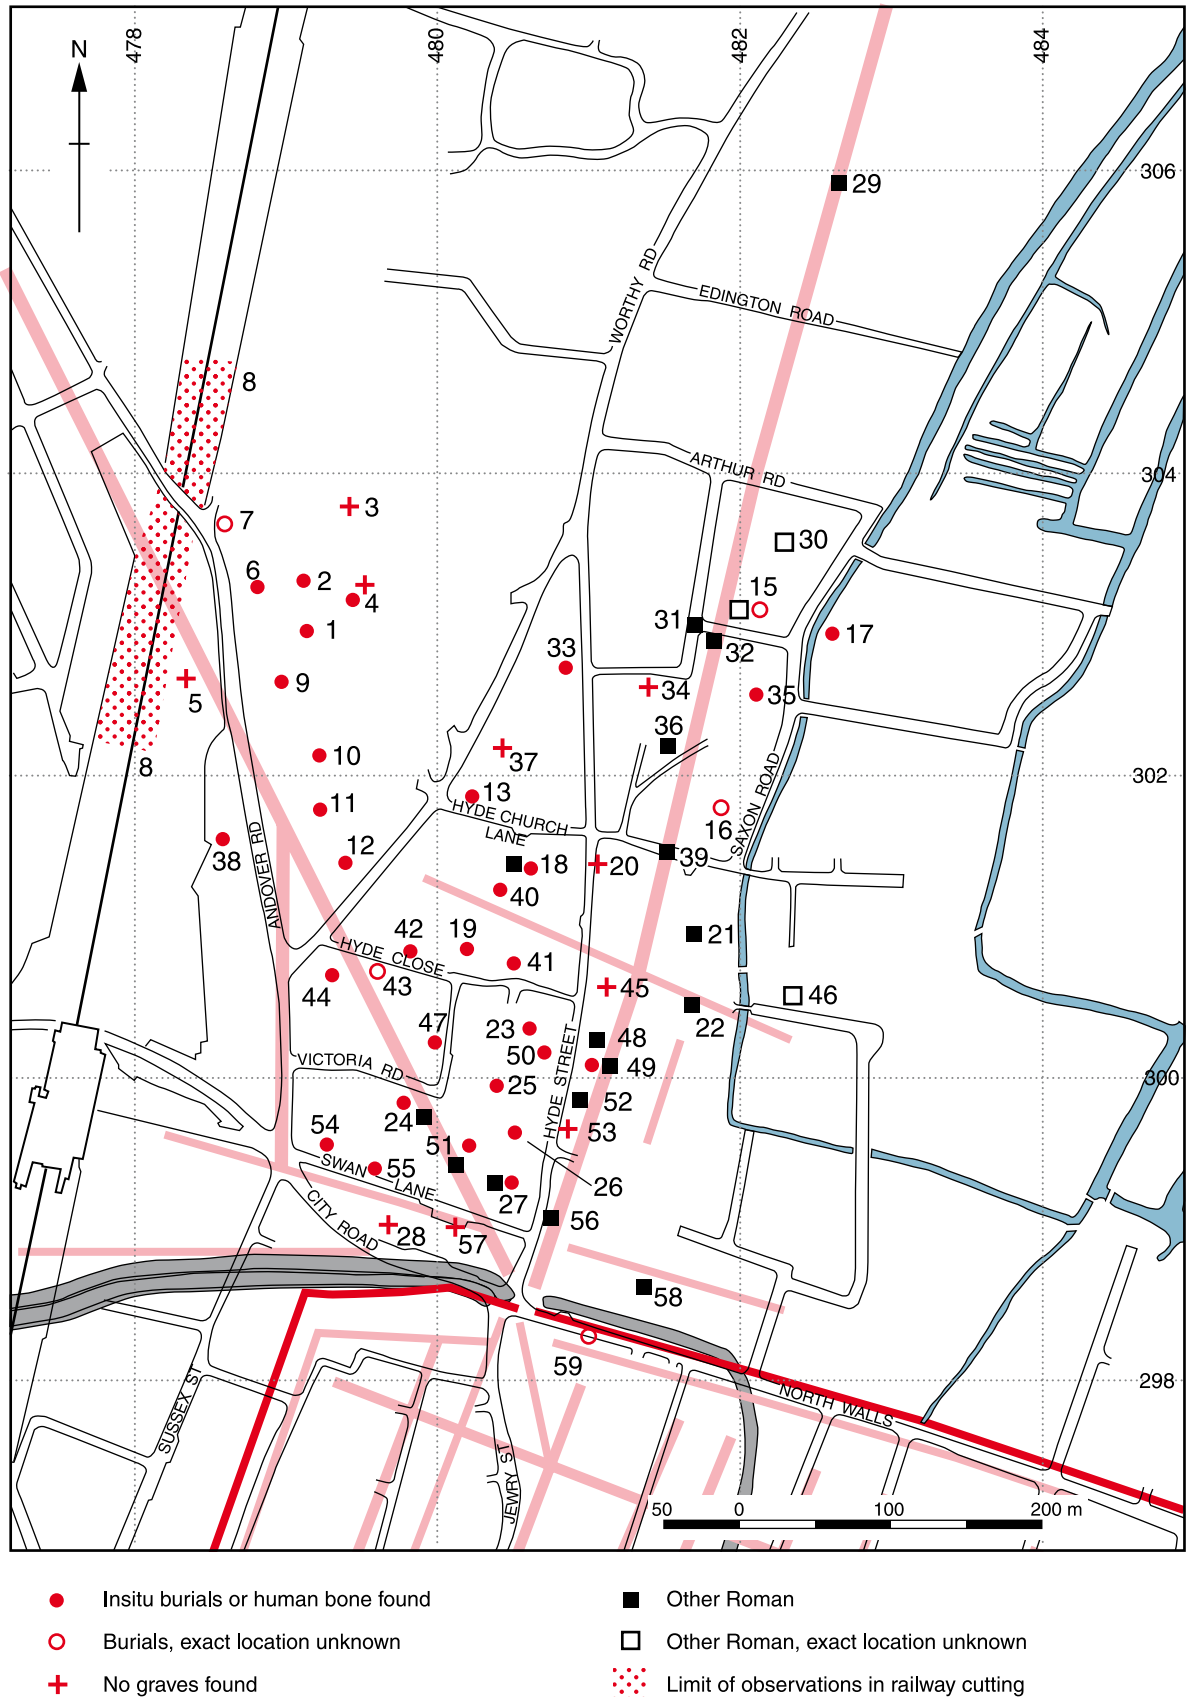 478
480
482
484
N
306
29
WORTHY RD
EDINGTON ROAD
8
304
ARTHUR RD
3
7
30
6
2
4
15
1
31
32
17
33
9
5
34
35
36
10
37
302
8
13
11
HYDE CHURCH
LANE
16
SAXON ROAD
12
38
18
20
39
40
ANDOVER RD
42
19
21
HYDE CLOSE
41
43
44
45
46
22
47
23
48
50
HYDE STREET
VICTORIA RD
49
300
25
24
52
54
51
53
SWAN LANE
55
26
27
CITY ROAD
28
57
56
58
59
298
SUSSEX ST
NORTH WALLS
JEWRY ST
50 0 100 200 m
Insitu burials or human bone found
Burials, exact location unknown
No graves found
Other Roman
Other Roman, exact location unknown
Limit of observations in railway cutting